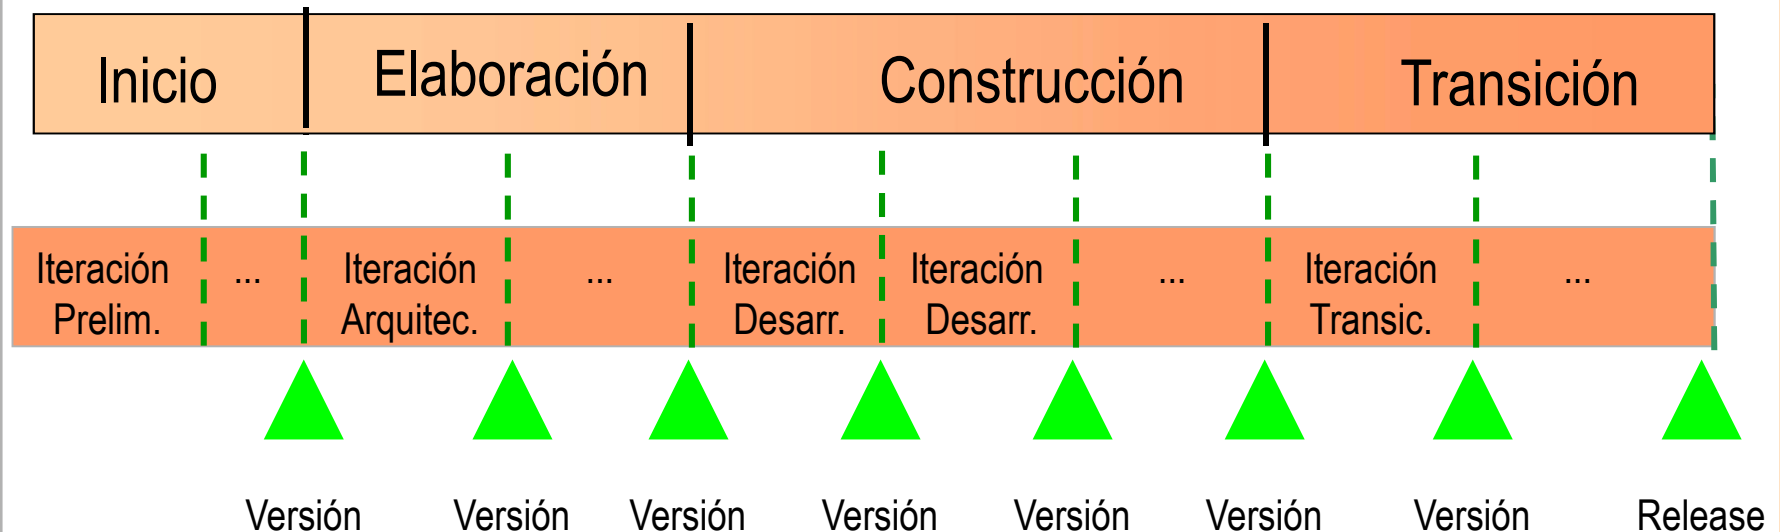 Inicio
Elaboración
Construcción
Transición
Iteración
Prelim.
...
Iteración
Arquitec.
...
Iteración
Desarr.
Iteración
Desarr.
...
Iteración
Transic.
...
Versión
Versión
Versión
Versión
Versión
Versión
Versión
Release